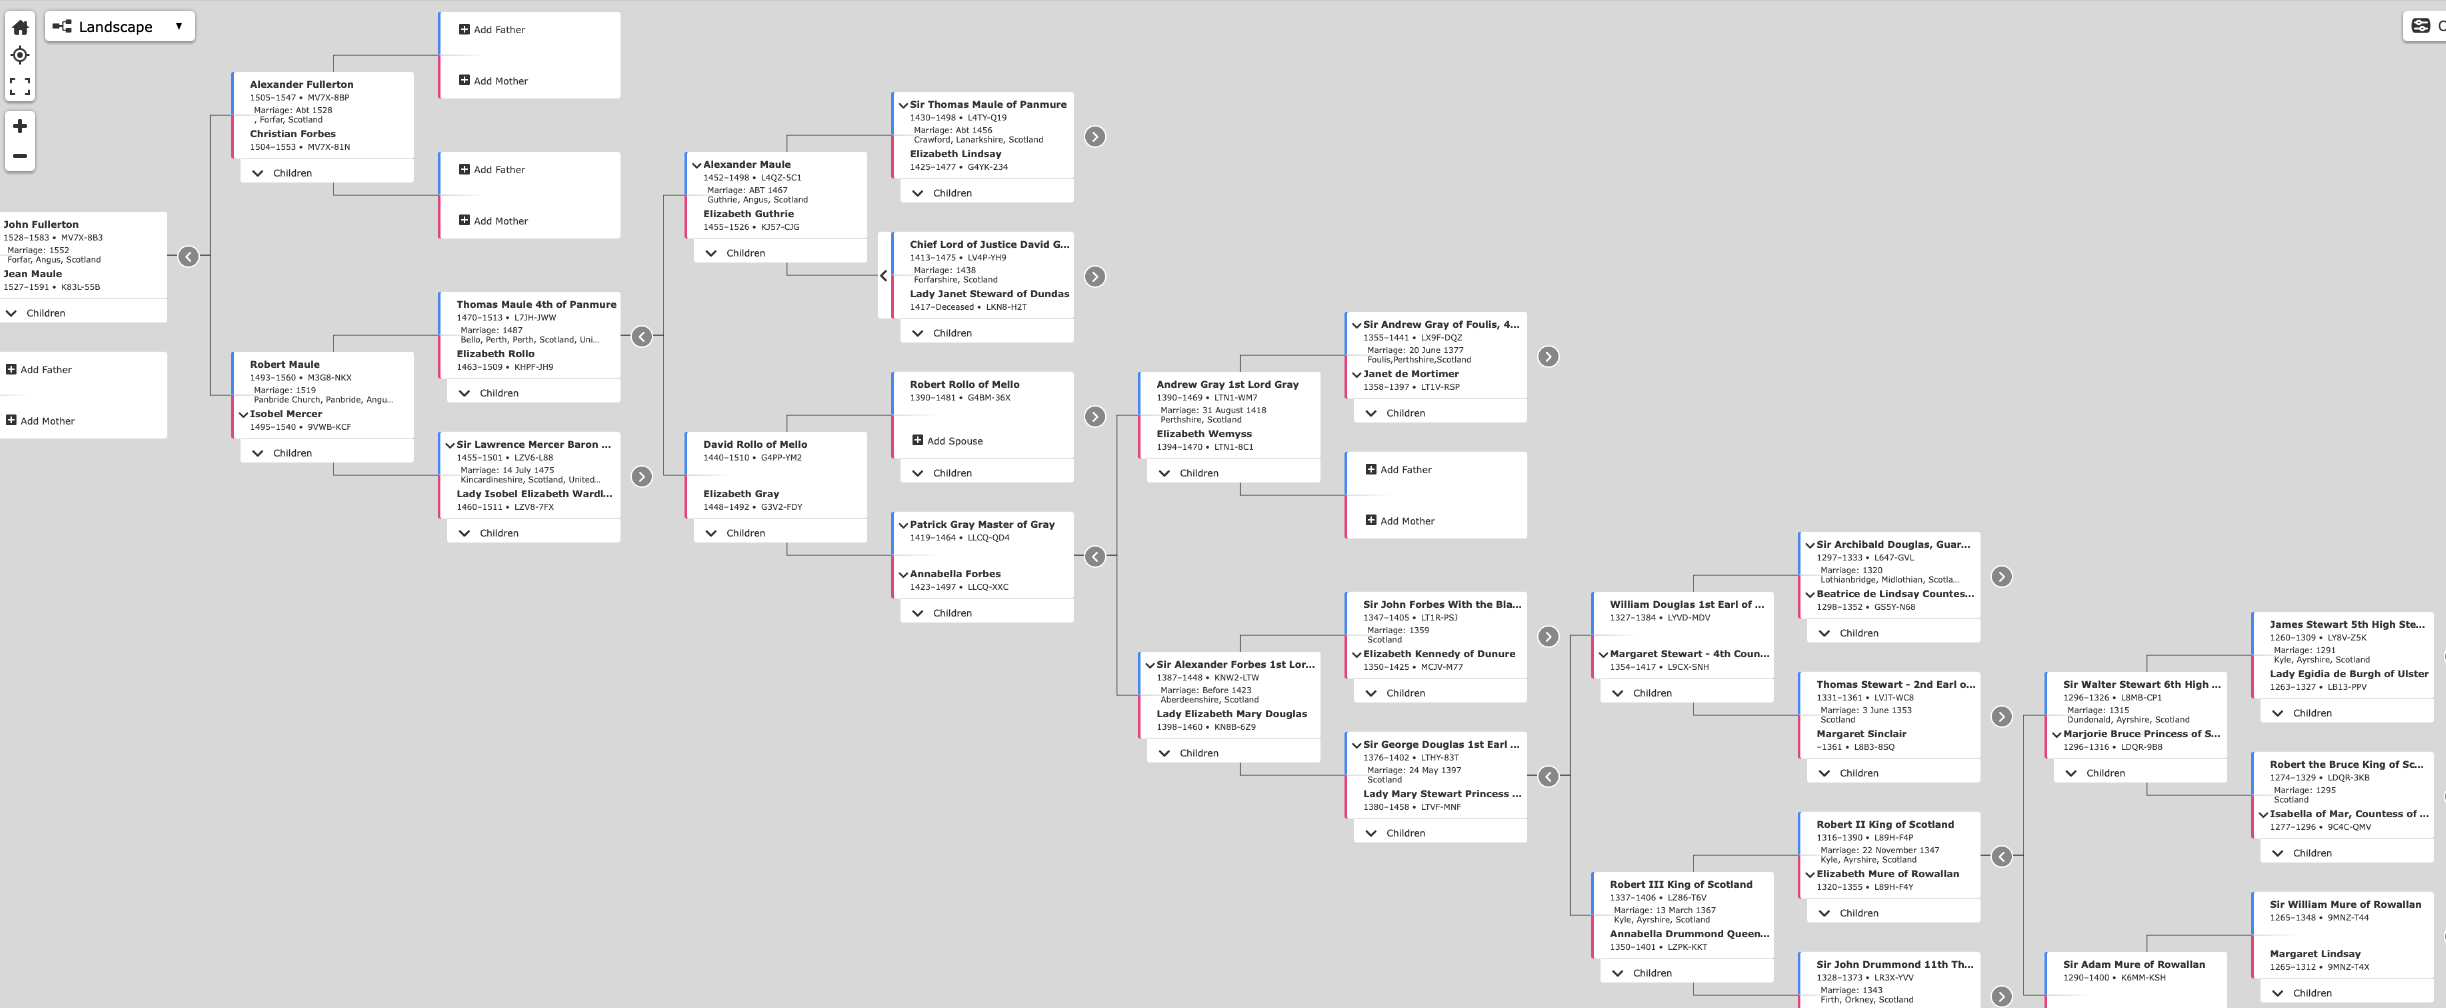 Landscape
C
Add Father
Add Mother
Alexander Fullerton
1505–1547 • MV7X-8BP
Marriage: Abt 1528
, Forfar, Scotland
Christian Forbes
1504–1553 • MV7X-81N
Children
Add Father
Add Mother
John Fullerton
1528–1583 • MV7X-8B3
Marriage: 1552
Forfar, Angus, Scotland
Jean Maule
1527–1591 • K83L-55B
Children
Add Father
Add Mother
Robert Maule
1493–1560 • M3G8-NKX
Marriage: 1519
Panbride Church, Panbride, Angu...
Isobel Mercer
1495–1540 • 9VWB-KCF
Children
Thomas Maule 4th of Panmure
1470–1513 • L7JH-JWW
Marriage: 1487
Bello, Perth, Perth, Scotland, Uni...
Elizabeth Rollo
1463–1509 • KHPF-JH9
Children
Sir Lawrence Mercer Baron ...
1455–1501 • LZV6-L88
Marriage: 14 July 1475
Kincardineshire, Scotland, United...
Lady Isobel Elizabeth Wardl...
1460–1511 • LZV8-7FX
Children
Alexander Maule
1452–1498 • L4QZ-5C1
Marriage: ABT 1467
Guthrie, Angus, Scotland
Elizabeth Guthrie
1455–1526 • KJ57-CJG
Children
David Rollo of Mello
1440–1510 • G4PP-YM2
Elizabeth Gray
1448–1492 • G3V2-FDY
Children
Sir Thomas Maule of Panmure
1430–1498 • L4TY-Q19
Marriage: Abt 1456
Crawford, Lanarkshire, Scotland
Elizabeth Lindsay
1425–1477 • G4YK-234
Children
Chief Lord of Justice David G...
1413–1475 • LV4P-YH9
Marriage: 1438
Forfarshire, Scotland
Lady Janet Steward of Dundas
1417–Deceased • LKN8-H2T
Children
Robert Rollo of Mello
1390–1481 • G4BM-36X
Add Spouse
Children
Patrick Gray Master of Gray
1419–1464 • LLCQ-QD4
Annabella Forbes
1423–1497 • LLCQ-XXC
Children
Andrew Gray 1st Lord Gray
1390–1469 • LTN1-WM7
Marriage: 31 August 1418
Perthshire, Scotland
Elizabeth Wemyss
1394–1470 • LTN1-8C1
Children
Sir Alexander Forbes 1st Lor...
1387–1448 • KNW2-LTW
Marriage: Before 1423
Aberdeenshire, Scotland
Lady Elizabeth Mary Douglas
1398–1460 • KN8B-6Z9
Children
Sir Andrew Gray of Foulis, 4...
1355–1441 • LX9F-DQZ
Marriage: 20 June 1377
Foulis,Perthshire,Scotland
Janet de Mortimer
1358–1397 • LT1V-RSP
Children
Add Father
Add Mother
Sir John Forbes With the Bla...
1347–1405 • LT1R-PSJ
Marriage: 1359
Scotland
Elizabeth Kennedy of Dunure
1350–1425 • MCJV-M77
Children
Sir George Douglas 1st Earl ...
1376–1402 • LTHY-83T
Marriage: 24 May 1397
Scotland
Lady Mary Stewart Princess ...
1380–1458 • LTVF-MNF
Children
William Douglas 1st Earl of ...
1327–1384 • LYVD-MDV
Margaret Stewart - 4th Coun...
1354–1417 • L9CX-SNH
Children
Robert III King of Scotland
1337–1406 • LZ86-T6V
Marriage: 13 March 1367
Kyle, Ayrshire, Scotland
Annabella Drummond Queen...
1350–1401 • LZPK-KKT
Children
Sir Archibald Douglas, Guar...
1297–1333 • L647-GVL
Marriage: 1320
Lothianbridge, Midlothian, Scotla...
Beatrice de Lindsay Countes...
1298–1352 • GS5Y-N68
Children
Thomas Stewart - 2nd Earl o...
1331–1361 • LVJT-WC8
Marriage: 3 June 1353
Scotland
Margaret Sinclair
–1361 • L8B3-8SQ
Children
Robert II King of Scotland
1316–1390 • L89H-F4P
Marriage: 22 November 1347
Kyle, Ayrshire, Scotland
Elizabeth Mure of Rowallan
1320–1355 • L89H-F4Y
Children
Sir John Drummond 11th Th...
1328–1373 • LR3X-YVV
Marriage: 1343
Firth, Orkney, Scotland
Sir Walter Stewart 6th High ...
1296–1326 • L8MB-CP1
Marriage: 1315
Dundonald, Ayrshire, Scotland
Marjorie Bruce Princess of S...
1296–1316 • LDQR-9B8
Children
Sir Adam Mure of Rowallan
1290–1400 • K6MM-KSH
James Stewart 5th High Ste...
1260–1309 • LY8V-Z5K
Marriage: 1291
Kyle, Ayrshire, Scotland
Lady Egidia de Burgh of Ulster
1263–1327 • LB13-PPV
Children
Robert the Bruce King of Sc...
1274–1329 • LDQR-3KB
Marriage: 1295
Scotland
Isabella of Mar, Countess of ...
1277–1296 • 9C4C-QMV
Children
Sir William Mure of Rowallan
1265–1348 • 9MNZ-T44
Margaret Lindsay
1265–1312 • 9MNZ-T4X
Children